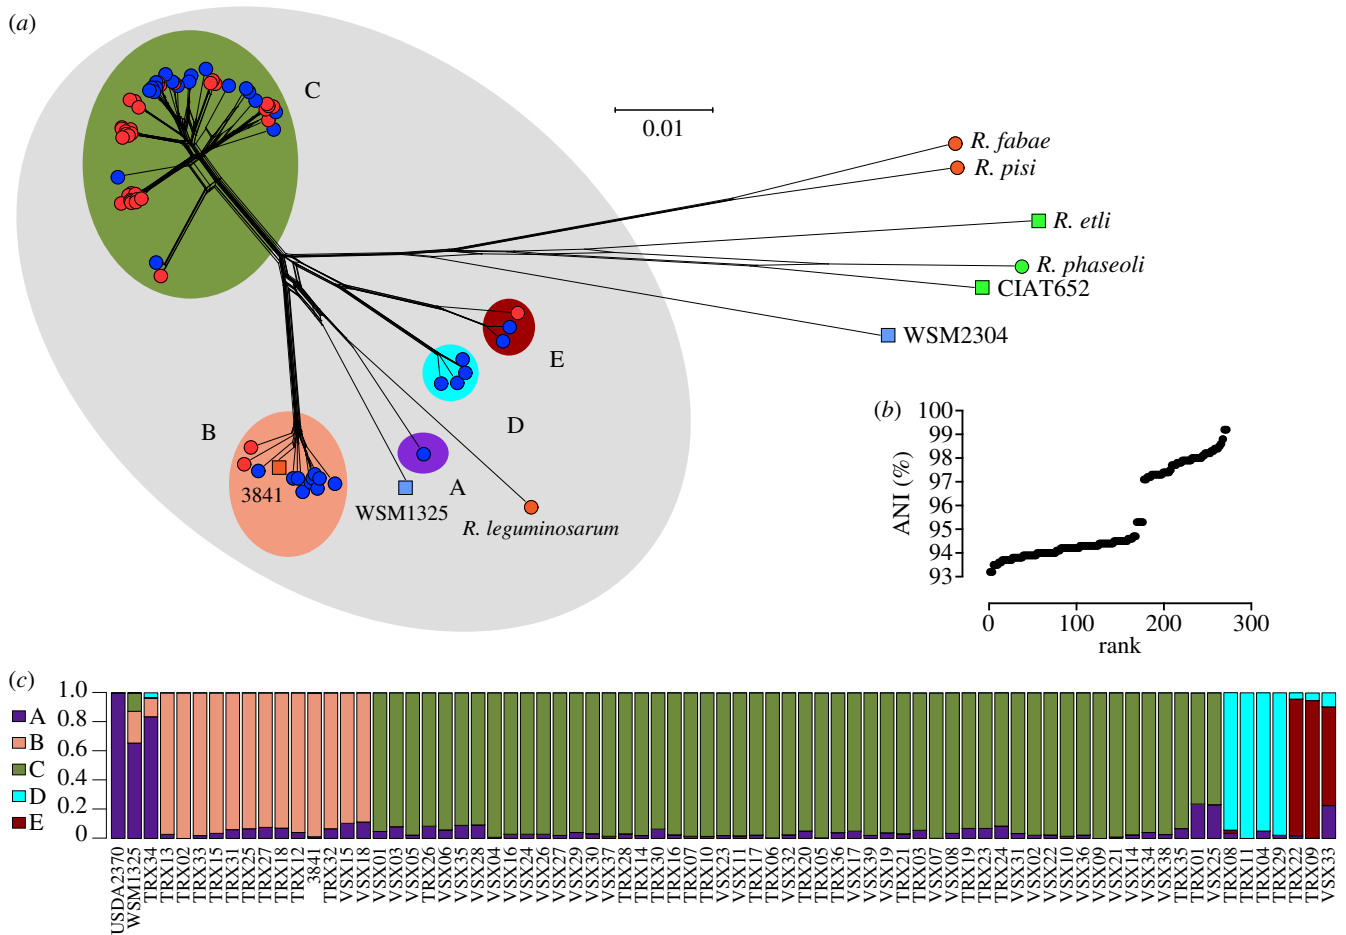 (a)
C
0.01
R. fabae
R. pisi
R. etli
R. phaseoli
CIAT652
WSM2304
E
D
B
3841
A
WSM1325
R. leguminosarum
(b)
100
99
98
97
96
95
94
93
ANI (%)
0 100 200 300
rank
(c)
A
B
C
D
E
1.0
0.8
0.6
0.4
0.2
0
USDA2370
WSM1325
TRX34
TRX13
TRX02
TRX33
TRX15
TRX31
TRX25
TRX27
TRX18
TRX12
3841
TRX32
VSX15
VSX18
VSX01
VSX03
VSX05
TRX26
VSX06
VSX35
VSX28
VSX04
VSX16
VSX24
VSX26
VSX27
VSX29
VSX30
VSX37
TRX28
TRX14
TRX30
TRX16
TRX07
TRX10
VSX23
VSX11
TRX17
TRX06
VSX32
TRX20
TRX05
TRX36
VSX17
VSX39
VSX19
TRX21
TRX03
VSX07
VSX08
TRX19
TRX23
TRX24
VSX31
VSX02
VSX22
VSX10
VSX36
VSX09
VSX21
VSX14
VSX34
VSX38
TRX35
TRX01
VSX25
TRX08
TRX11
TRX04
TRX29
TRX22
TRX09
VSX33